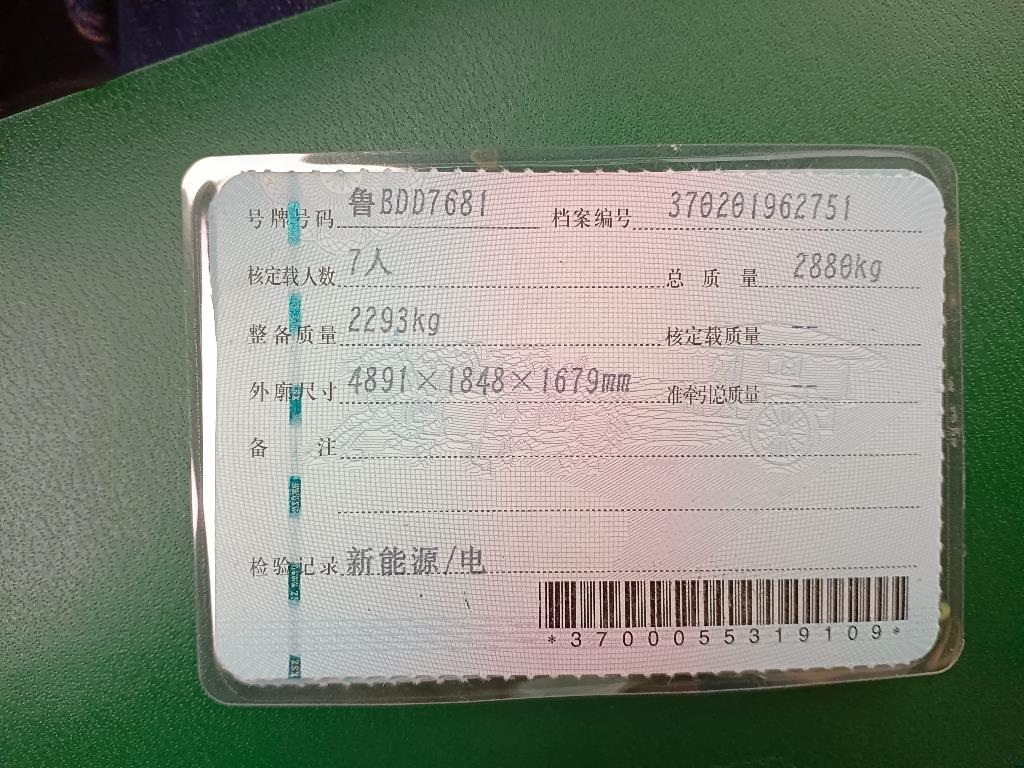 号牌号码 鲁BDD7681 档案编号 370201962751
核定载人数 7人 总质量 2880kg
整备质量 2293kg 核定载质量 --
外廓尺寸 4891×1848×1679mm 准牵引总质量 --
备注
检验记录 新能源/电
*3700055319109*